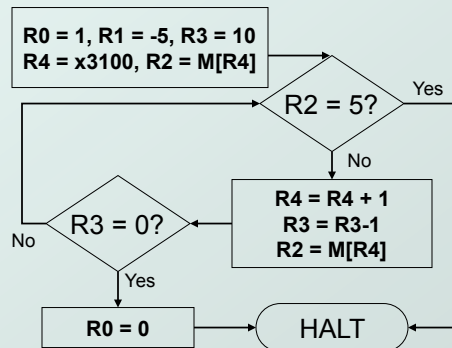 R0 = 1, R1 = -5, R3 = 10
R4 = x3100, R2 = M[R4]
R2 = 5?
Yes
No
R4 = R4 + 1
R3 = R3-1
R2 = M[R4]
R3 = 0?
No
Yes
R0 = 0
HALT